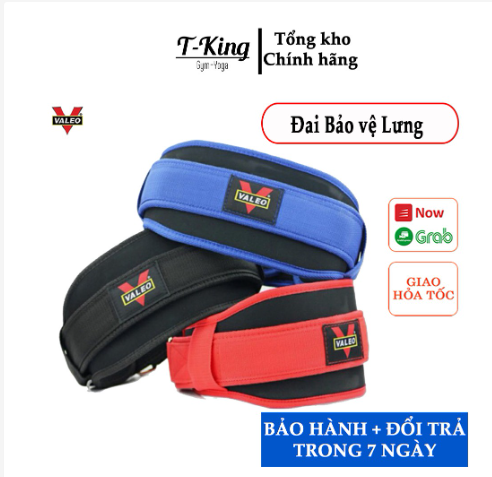 T-King
Gym-Yoga
Tổng kho
Chính hãng
VALEO
Đai Bảo vệ Lưng
VALEO
Now
Grab
VALEO
GIAO
HỎA TỐC
VALEO
BẢO HÀNH + ĐỔI TRẢ
TRONG 7 NGÀY